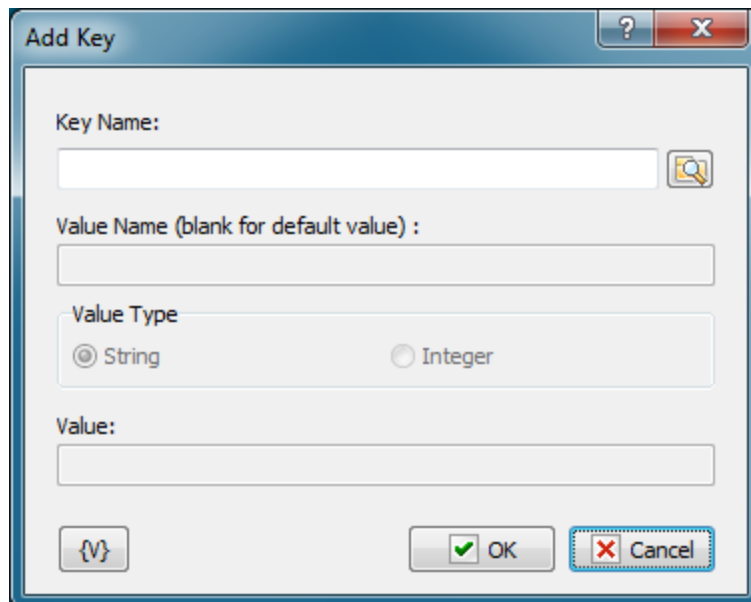 Add Key
?
Key Name:
Value Name (blank for default value) :
Value Type
String Integer
Value:
{V} OK Cancel